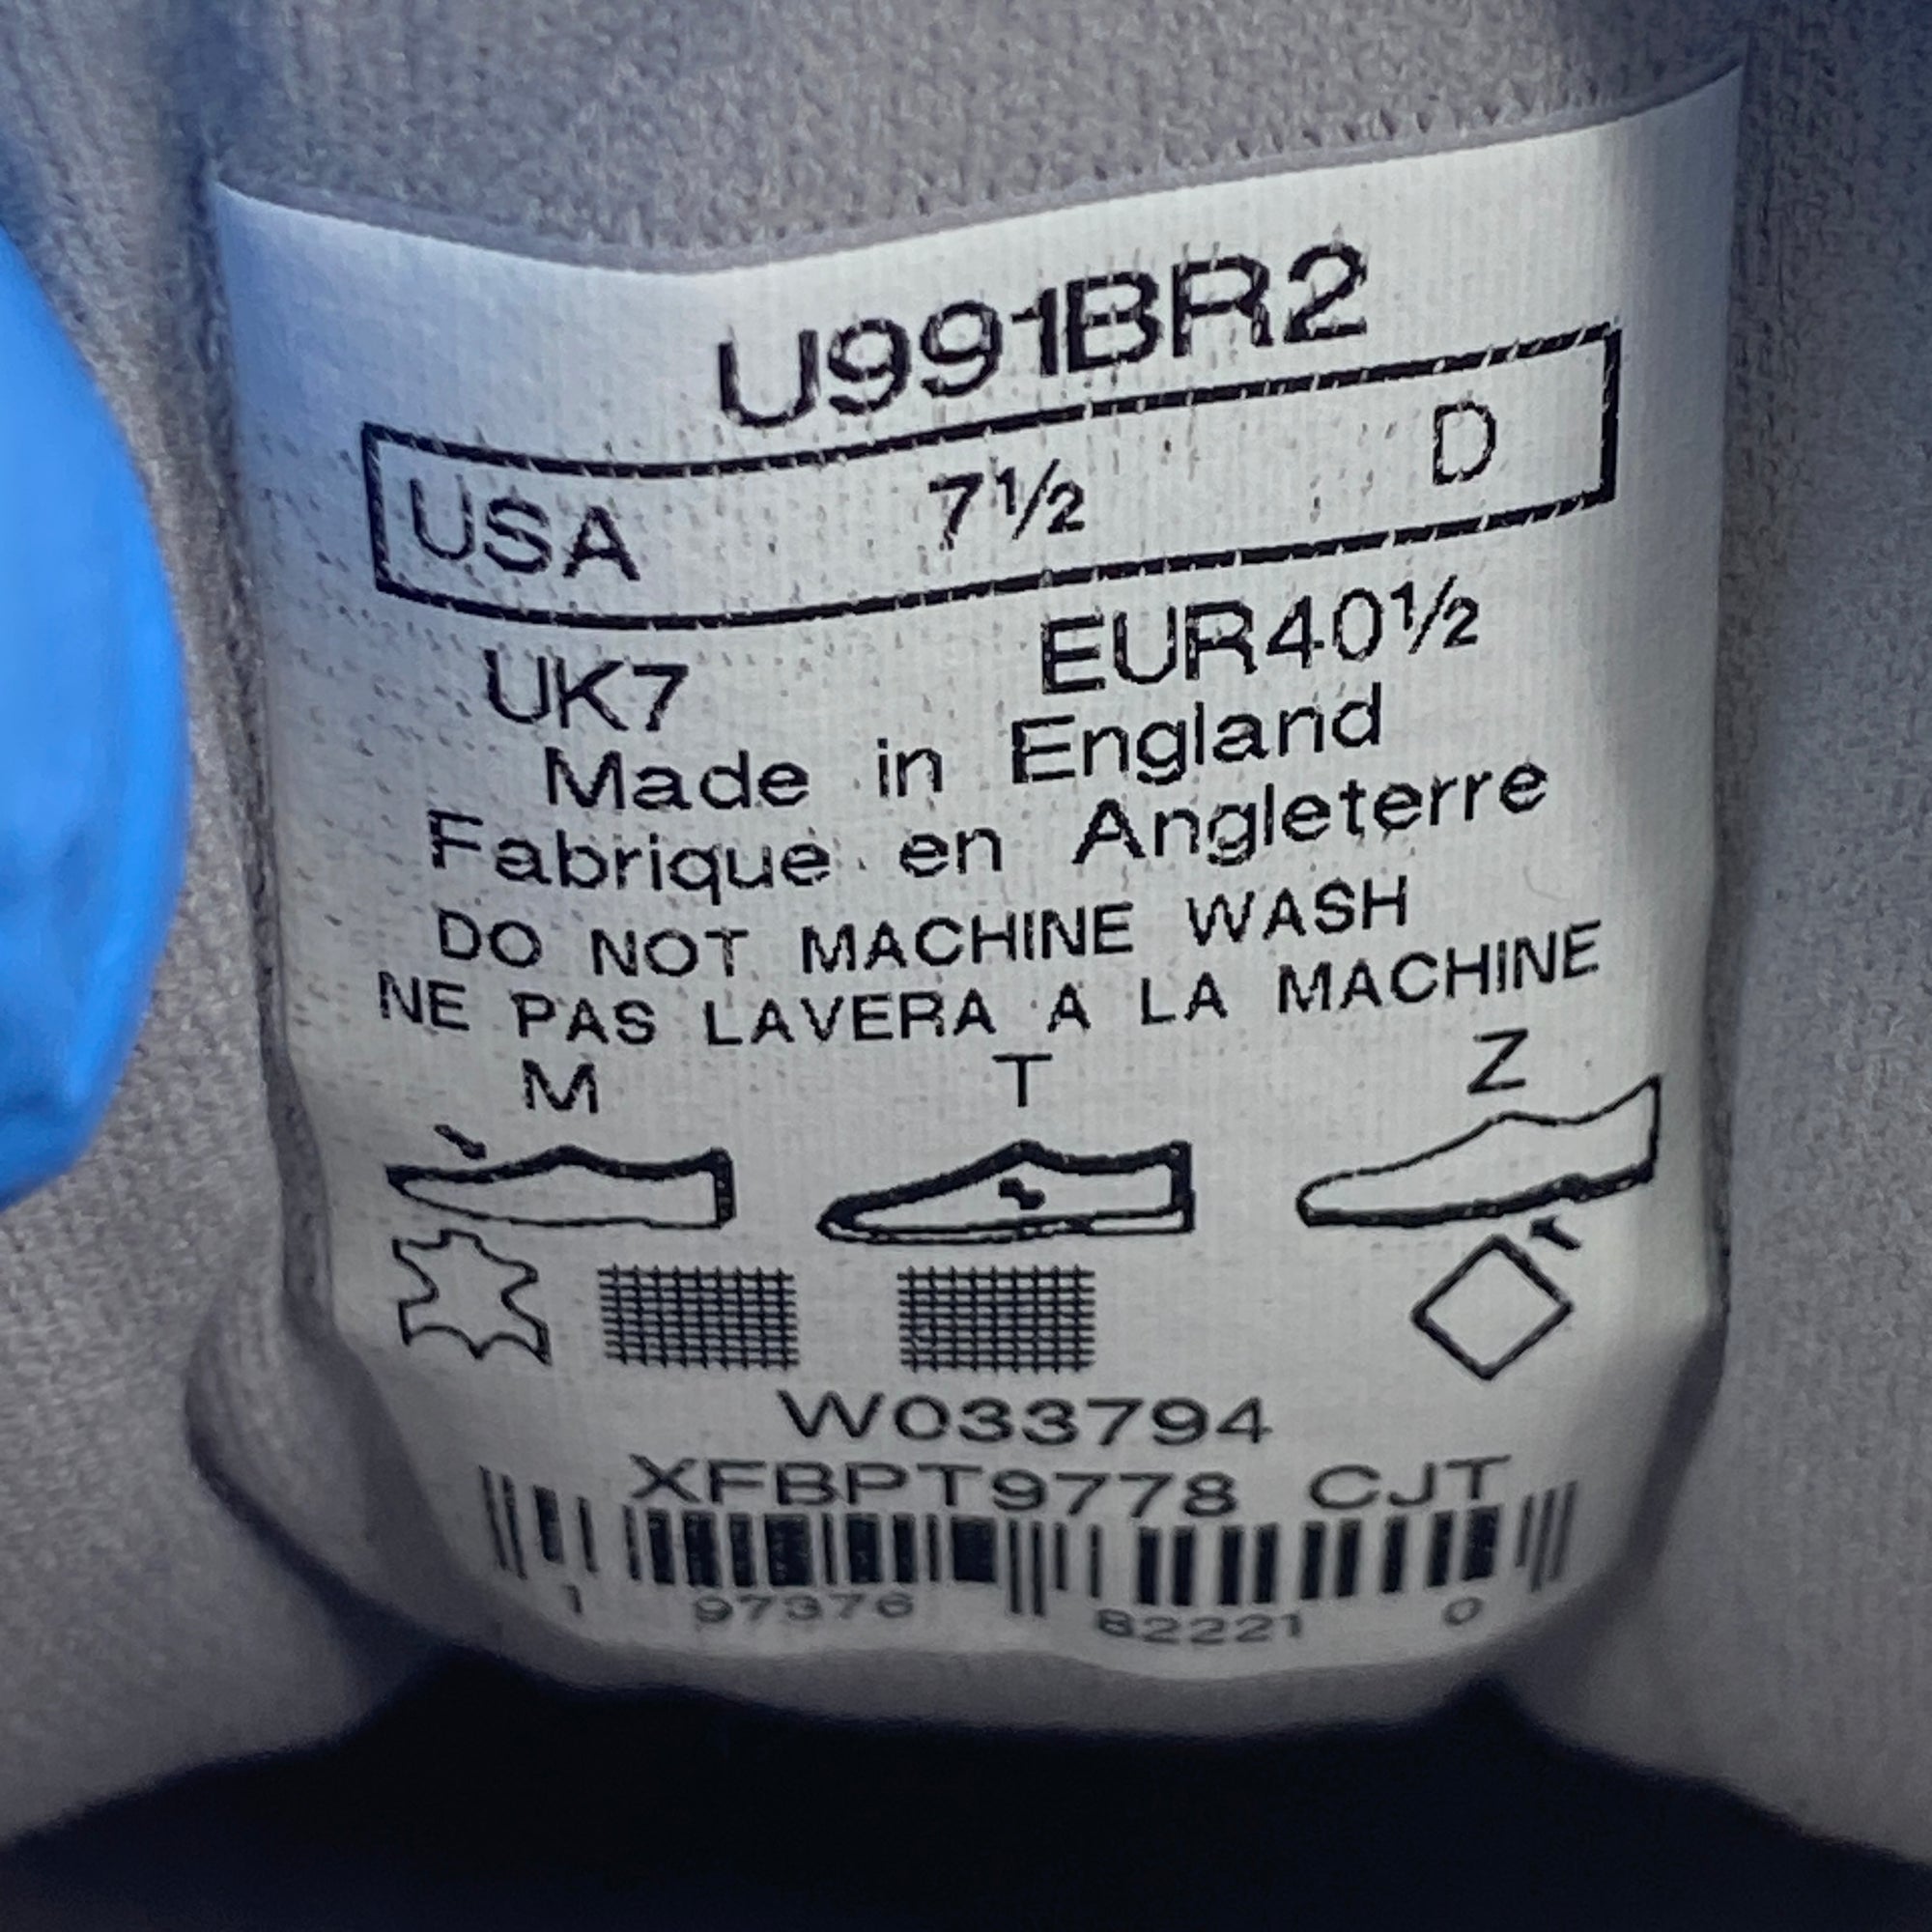 U991BR2
USA 7½ D
UK7 EUR40½
Made in England
Fabrique en Angleterre
DO NOT MACHINE WASH
NE PAS LAVERA A LA MACHINE
M T Z
W033794
XFBPT9778 CJT
1 97376 82221 0